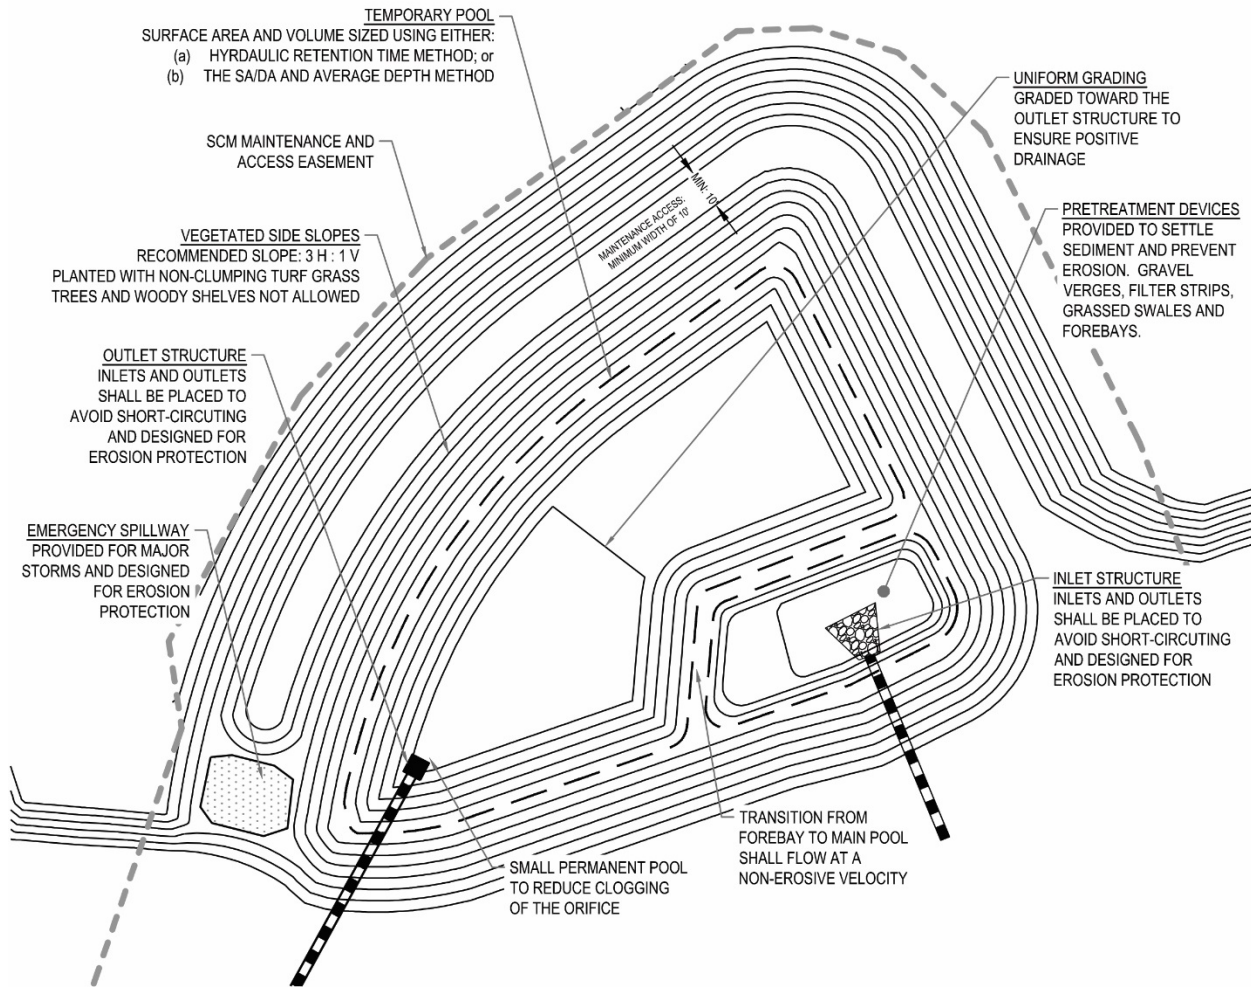 TEMPORARY POOL
SURFACE AREA AND VOLUME SIZED USING EITHER:
(a) HYRDAULIC RETENTION TIME METHOD; or
(b) THE SA/DA AND AVERAGE DEPTH METHOD
SCM MAINTENANCE AND
ACCESS EASEMENT
VEGETATED SIDE SLOPES
RECOMMENDED SLOPE: 3 H : 1 V
PLANTED WITH NON-CLUMPING TURF GRASS
TREES AND WOODY SHELVES NOT ALLOWED
OUTLET STRUCTURE
INLETS AND OUTLETS
SHALL BE PLACED TO
AVOID SHORT-CIRCUTING
AND DESIGNED FOR
EROSION PROTECTION
EMERGENCY SPILLWAY
PROVIDED FOR MAJOR
STORMS AND DESIGNED
FOR EROSION
PROTECTION
MAINTENANCE ACCESS:
MINIMUM WIDTH OF 10'
MIN: 10'
UNIFORM GRADING
GRADED TOWARD THE
OUTLET STRUCTURE TO
ENSURE POSITIVE
DRAINAGE
PRETREATMENT DEVICES
PROVIDED TO SETTLE
SEDIMENT AND PREVENT
EROSION. GRAVEL
VERGES, FILTER STRIPS,
GRASSED SWALES AND
FOREBAYS.
INLET STRUCTURE
INLETS AND OUTLETS
SHALL BE PLACED TO
AVOID SHORT-CIRCUTING
AND DESIGNED FOR
EROSION PROTECTION
TRANSITION FROM
FOREBAY TO MAIN POOL
SHALL FLOW AT A
NON-EROSIVE VELOCITY
SMALL PERMANENT POOL
TO REDUCE CLOGGING
OF THE ORIFICE